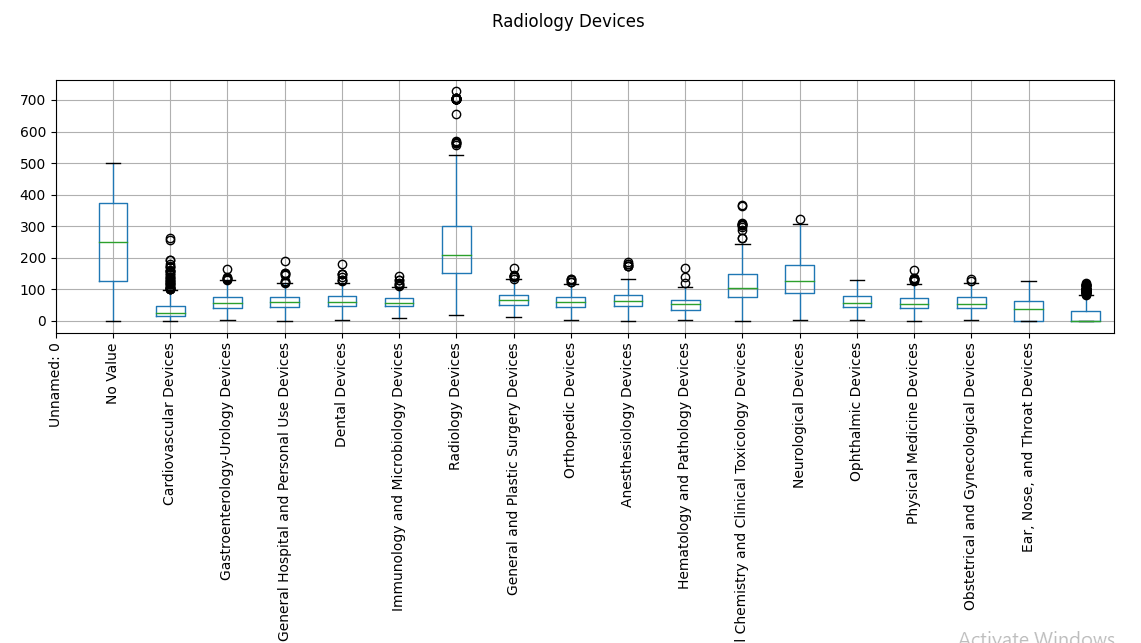 Radiology Devices
700
600
500
400
300
200
100
0
Unnamed: 0
No Value
Cardiovascular Devices
Gastroenterology-Urology Devices
General Hospital and Personal Use Devices
Dental Devices
Immunology and Microbiology Devices
Radiology Devices
General and Plastic Surgery Devices
Orthopedic Devices
Anesthesiology Devices
Hematology and Pathology Devices
l Chemistry and Clinical Toxicology Devices
Neurological Devices
Ophthalmic Devices
Physical Medicine Devices
Obstetrical and Gynecological Devices
Ear, Nose, and Throat Devices
Activate Windows